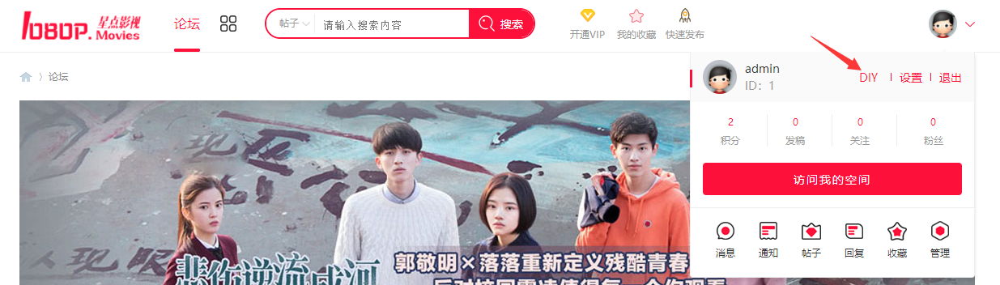 1080P.
星点影视
Movies
论坛
帖子
请输入搜索内容
搜索
开通VIP
我的收藏
快速发布
论坛
admin
ID：1
DIY
设置
退出
2
积分
0
发稿
0
关注
0
粉丝
访问我的空间
消息
通知
帖子
回复
收藏
管理
悲伤逆流成河
郭敬明×落落重新定义残酷青春